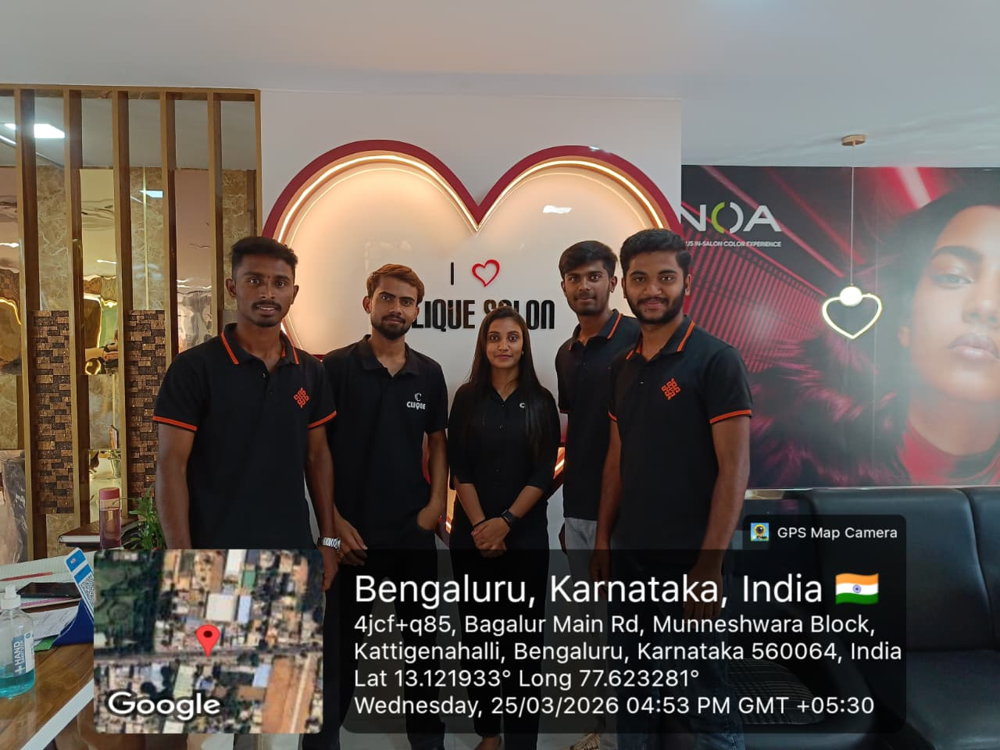 NOA
US IN-SALON COLOR EXPERIENCE
I
LIQUE SALON
CLIQUE
GPS Map Camera
Bengaluru, Karnataka, India
4jcf+q85, Bagalur Main Rd, Munneshwara Block,
Kattigenahalli, Bengaluru, Karnataka 560064, India
Lat 13.121933° Long 77.623281°
Wednesday, 25/03/2026 04:53 PM GMT +05:30
Google
HAND